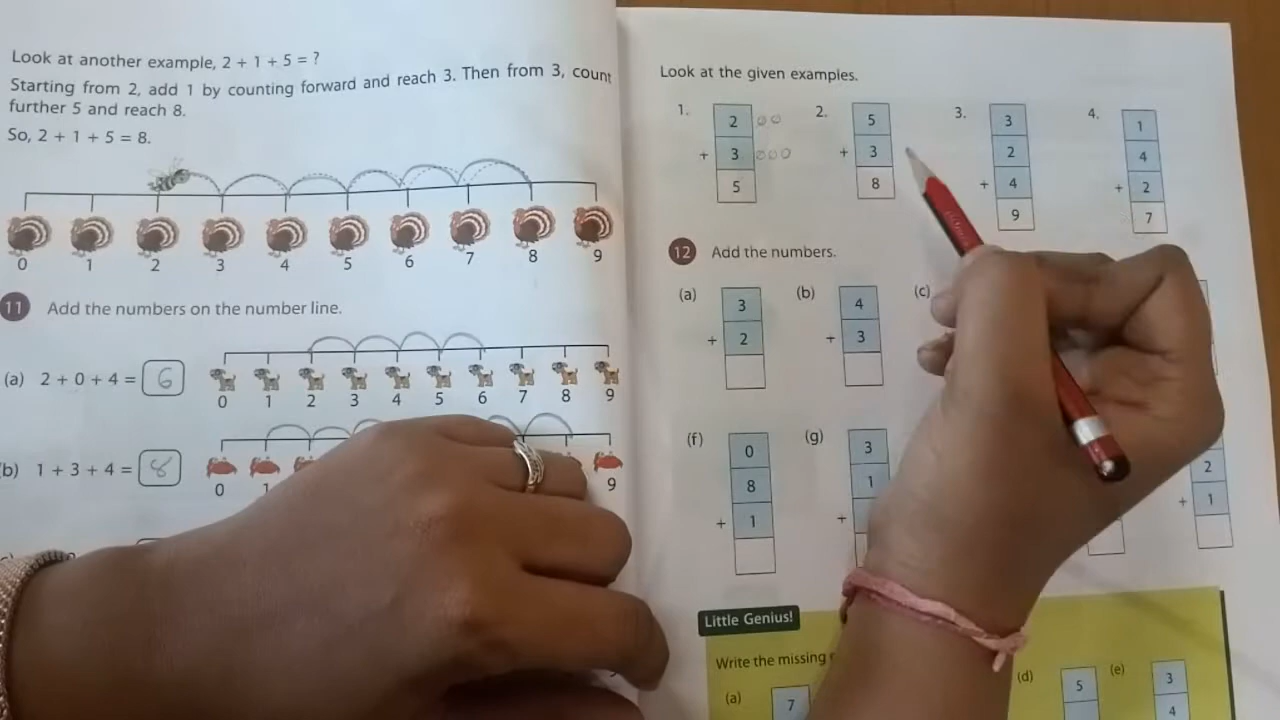 Look at another example, 2 + 1 + 5 = ?
Starting from 2, add 1 by counting forward and reach 3. Then from 3, count
further 5 and reach 8.
So, 2 + 1 + 5 = 8.
0 1 2 3 4 5 6 7 8 9
11 Add the numbers on the number line.
(a) 2 + 0 + 4 = 6
0 1 2 3 4 5 6 7 8 9
(b) 1 + 3 + 4 = 8
0 1 9
Look at the given examples.
1. 2. 3. 4.
2 5 3 1
+ 3 + 3 2 4
5 8 + 4 + 2
9 7
12 Add the numbers.
(a) (b) (c)
3 4
+ 2 + 3
(f) (g)
0 3
8 1 2
+ 1 + + 1
Little Genius!
Write the missing
(a) (d) (e)
7 5 3
4